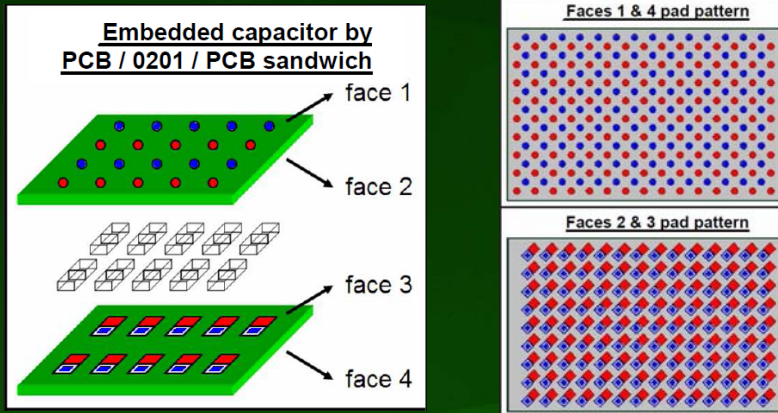 Embedded capacitor by
PCB / 0201 / PCB sandwich
face 1
face 2
face 3
face 4
Faces 1 & 4 pad pattern
Faces 2 & 3 pad pattern